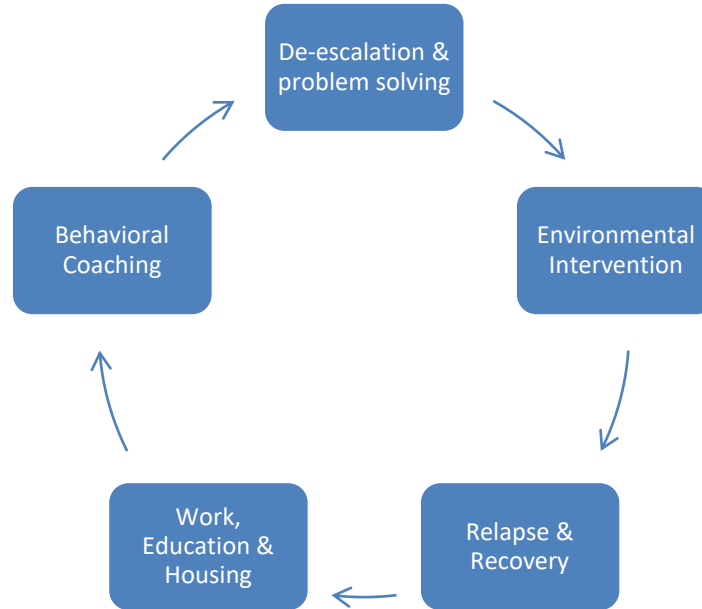 De-escalation &
problem solving
Environmental
Intervention
Relapse &
Recovery
Work,
Education &
Housing
Behavioral
Coaching